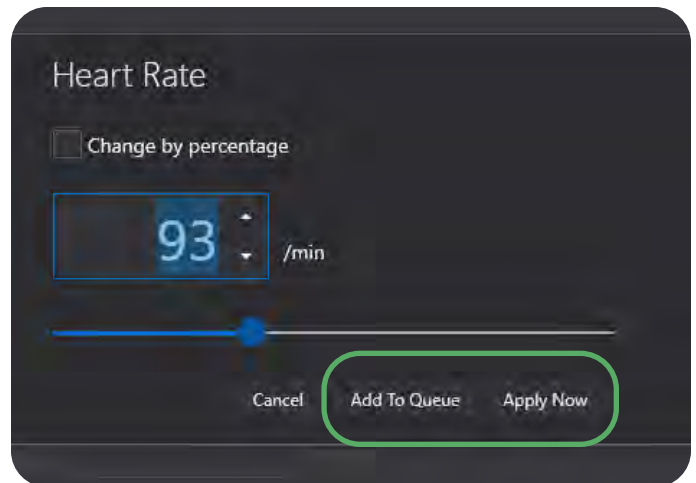 Heart Rate
Change by percentage
93 /min
Cancel Add To Queue Apply Now